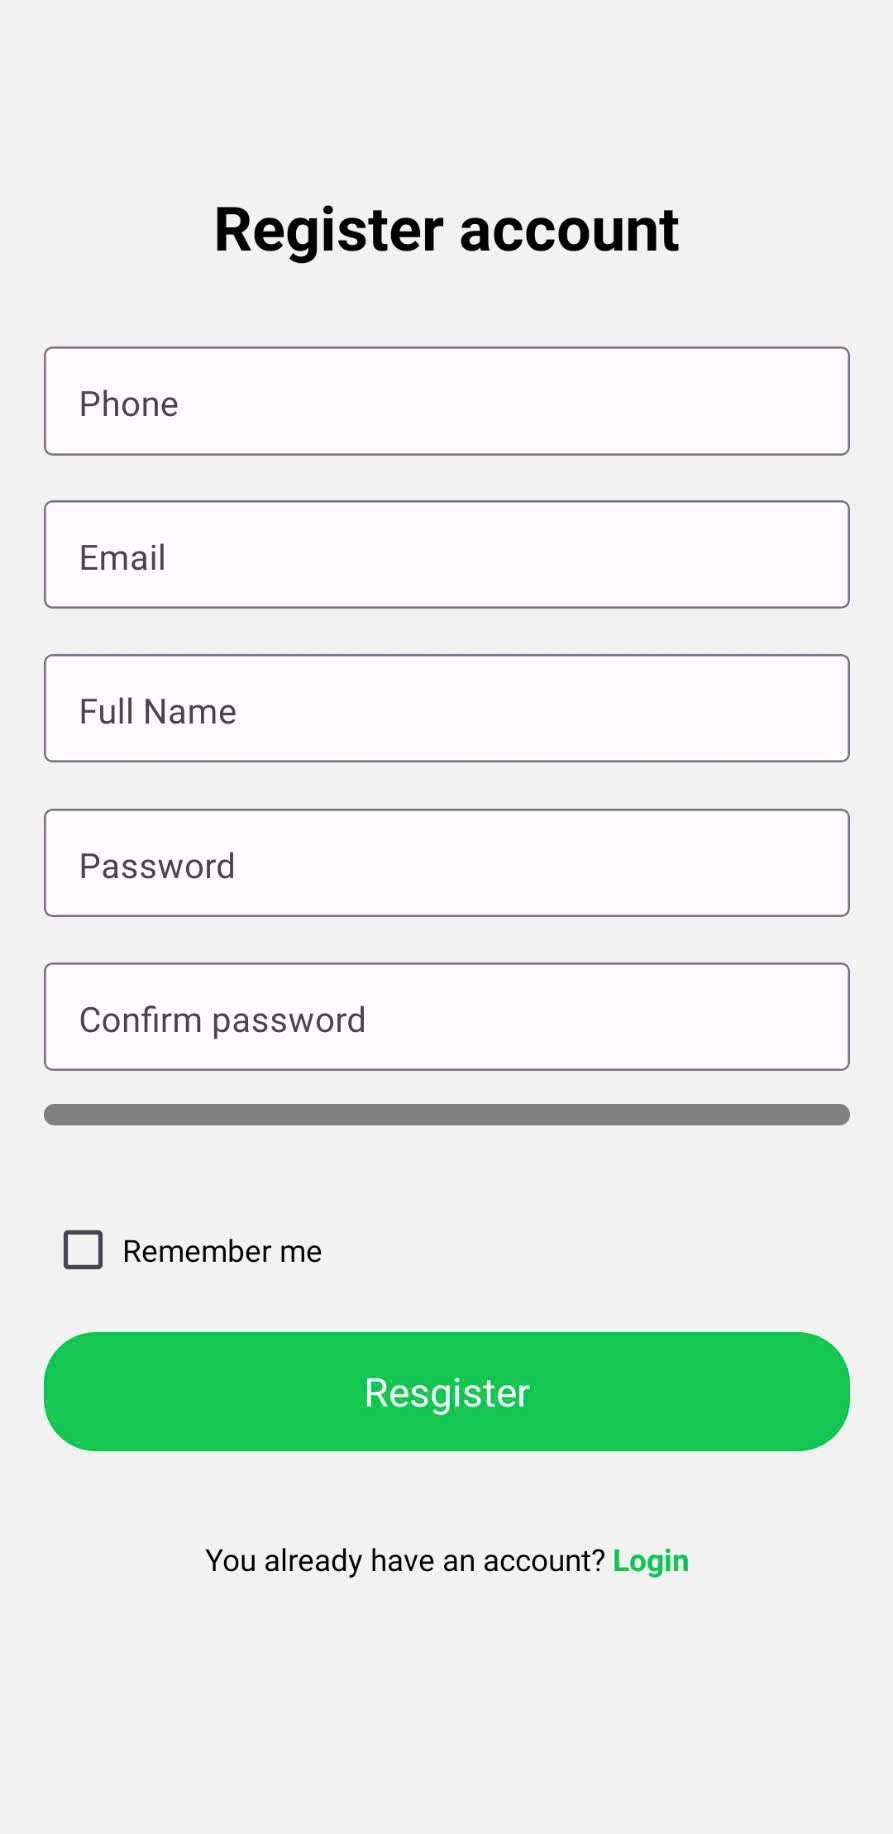 Register account
Phone
Email
Full Name
Password
Confirm password
Remember me
Resgister
You already have an account? Login